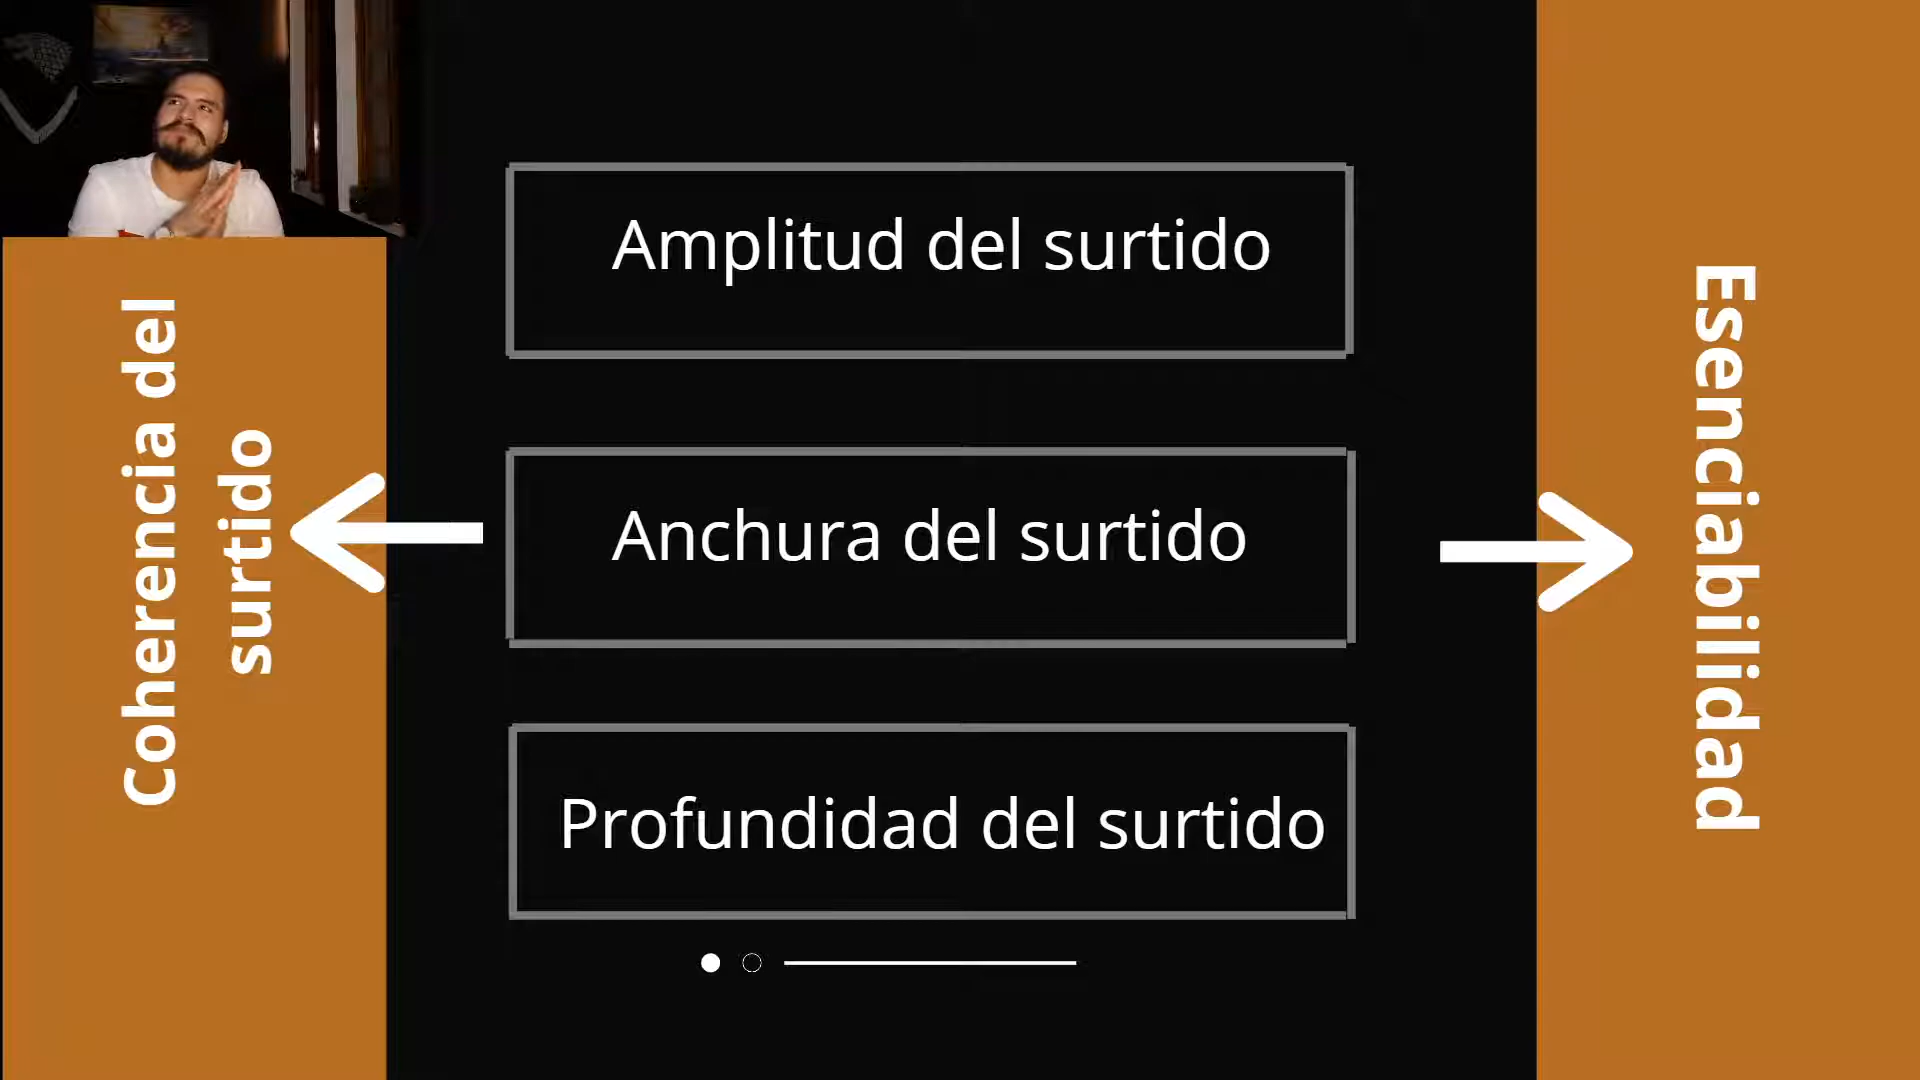 Coherencia del
surtido
Amplitud del surtido
Anchura del surtido
Profundidad del surtido
Esenciabilidad